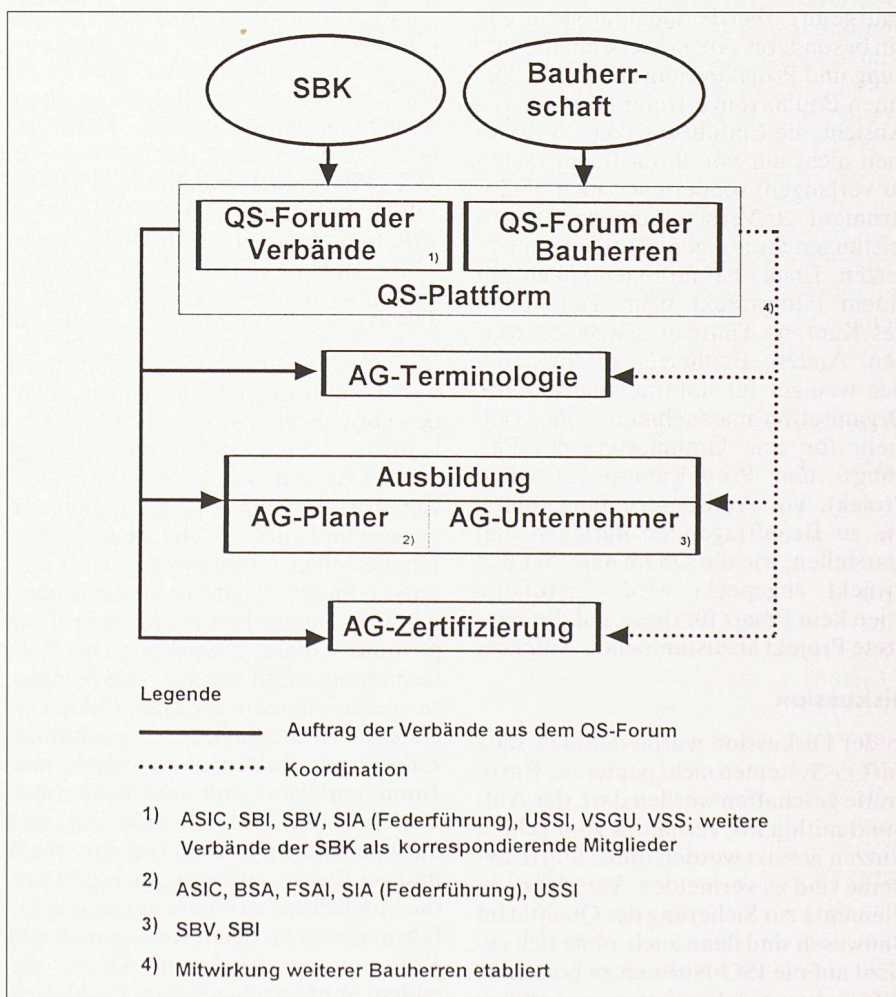 SBK
Bauherr-
schaft
QS-Forum der
Verbände 1)
QS-Forum der
Bauherren
QS-Plattform
4)
AG-Terminologie
Ausbildung
AG-Planer 2)
AG-Unternehmer 3)
AG-Zertifizierung
Legende
Auftrag der Verbände aus dem QS-Forum
Koordination
1) ASIC, SBI, SBV, SIA (Federführung), USSI, VSGU, VSS; weitere
Verbände der SBK als korrespondierende Mitglieder
2) ASIC, BSA, FSAI, SIA (Federführung), USSI
3) SBV, SBI
4) Mitwirkung weiterer Bauherren etabliert